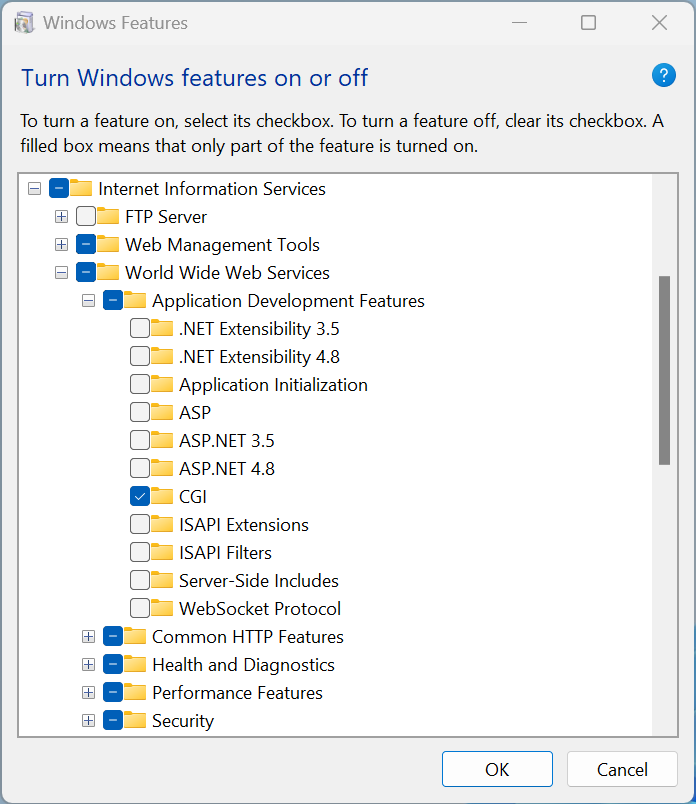 Windows Features
Turn Windows features on or off
?
To turn a feature on, select its checkbox. To turn a feature off, clear its checkbox. A
filled box means that only part of the feature is turned on.
Internet Information Services
FTP Server
Web Management Tools
World Wide Web Services
Application Development Features
.NET Extensibility 3.5
.NET Extensibility 4.8
Application Initialization
ASP
ASP.NET 3.5
ASP.NET 4.8
CGI
ISAPI Extensions
ISAPI Filters
Server-Side Includes
WebSocket Protocol
Common HTTP Features
Health and Diagnostics
Performance Features
Security
OK
Cancel